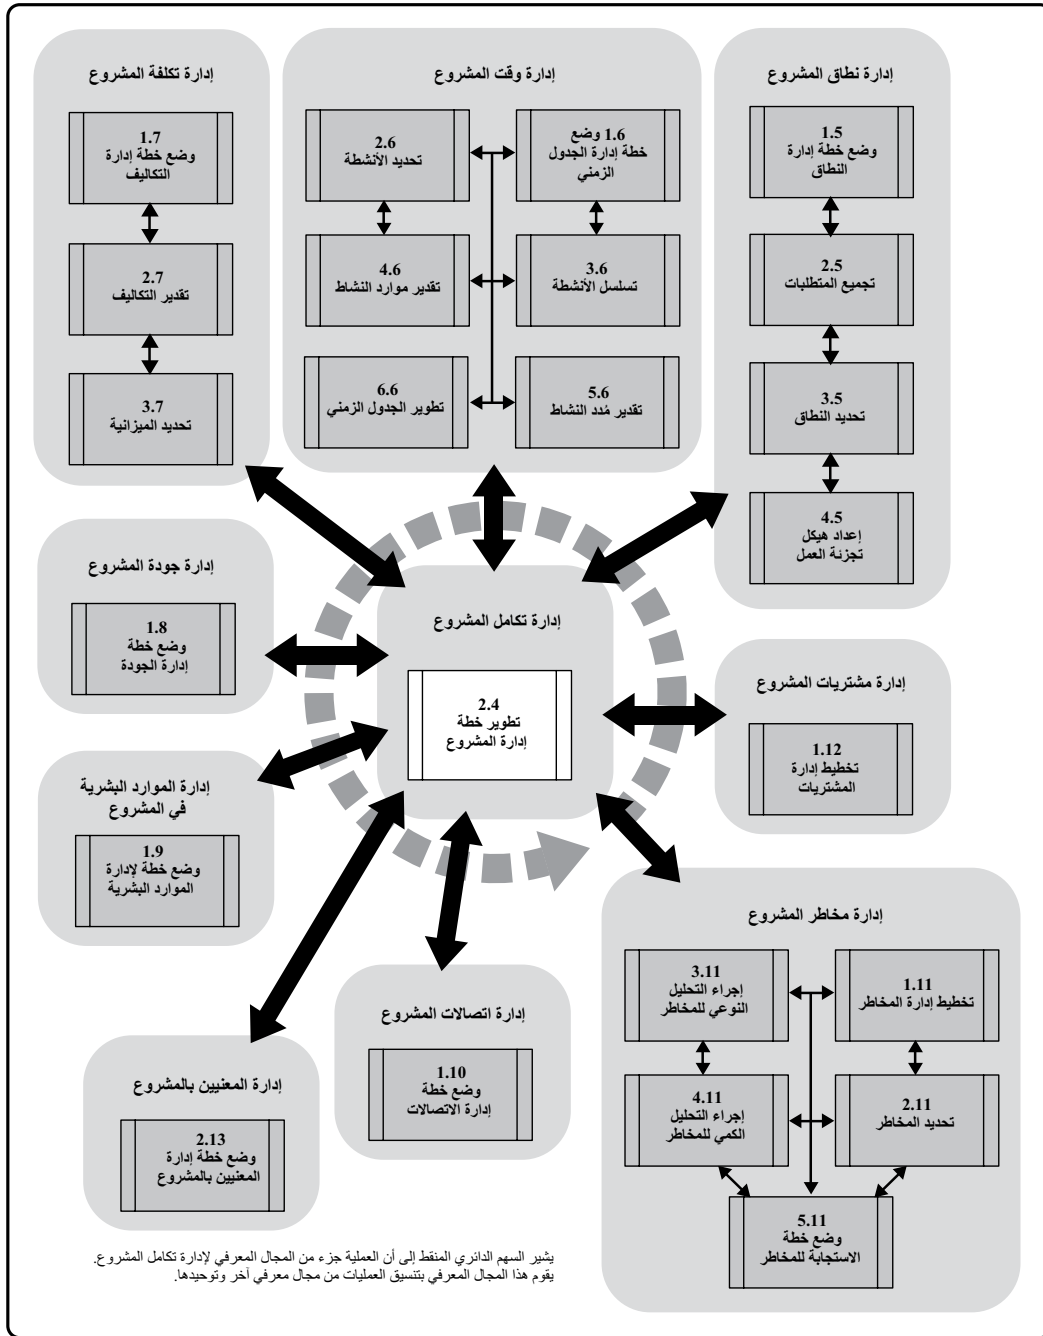 إدارة نطاق المشروع
1.5
وضع خطة إدارة
النطاق
2.5
تجميع المتطلبات
3.5
تحديد النطاق
4.5
إعداد هيكل
تجزئة العمل
إدارة وقت المشروع
1.6 وضع
خطة إدارة الجدول
الزمني
2.6
تحديد الأنشطة
3.6
تسلسل الأنشطة
4.6
تقدير موارد النشاط
5.6
تقدير مُدد النشاط
6.6
تطوير الجدول الزمني
إدارة تكلفة المشروع
1.7
وضع خطة إدارة
التكاليف
2.7
تقدير التكاليف
3.7
تحديد الميزانية
إدارة جودة المشروع
1.8
وضع خطة
إدارة الجودة
إدارة تكامل المشروع
2.4
تطوير خطة
إدارة المشروع
إدارة مشتريات المشروع
1.12
تخطيط إدارة
المشتريات
إدارة الموارد البشرية
في المشروع
1.9
وضع خطة لإدارة
الموارد البشرية
إدارة مخاطر المشروع
1.11
تخطيط إدارة المخاطر
2.11
تحديد المخاطر
3.11
إجراء التحليل
النوعي للمخاطر
4.11
إجراء التحليل
الكمي للمخاطر
5.11
وضع خطة
الاستجابة للمخاطر
إدارة اتصالات المشروع
1.10
وضع خطة
إدارة الاتصالات
إدارة المعنيين بالمشروع
2.13
وضع خطة إدارة
المعنيين بالمشروع
يشير السهم الدائري المنقط إلى أن العملية جزء من المجال المعرفي لإدارة تكامل المشروع.
يقوم هذا المجال المعرفي بتنسيق العمليات من مجال معرفي آخر وتوحيدها.